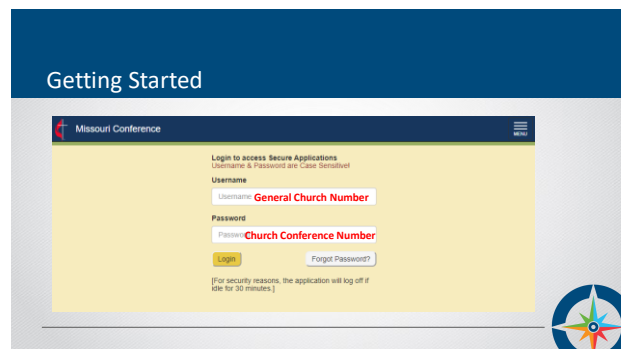 Getting Started
Missouri Conference
MENU
Login to access Secure Applications
Username & Password are Case Sensitive!
Username
Username General Church Number
Password
Password Church Conference Number
Login Forgot Password?
[For security reasons, the application will log off if
idle for 30 minutes.]